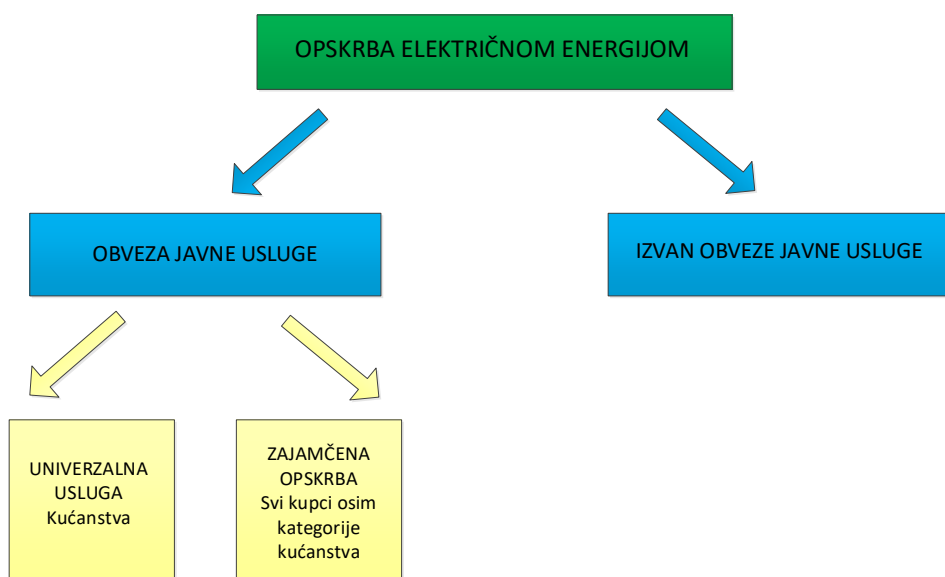 OPSKRBA ELEKTRIČNOM ENERGIJOM
OBVEZA JAVNE USLUGE
IZVAN OBVEZE JAVNE USLUGE
UNIVERZALNA
USLUGA
Kućanstva
ZAJAMČENA
OPSKRBA
Svi kupci osim
kategorije
kućanstva